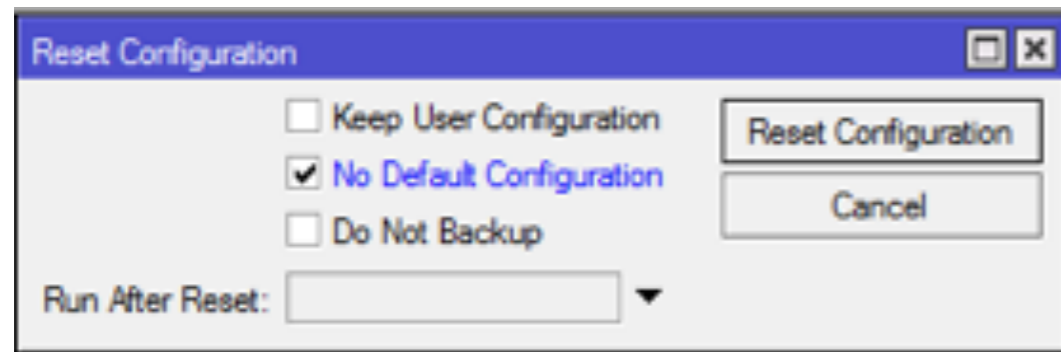 Reset Configuration
Keep User Configuration
Reset Configuration
No Default Configuration
Cancel
Do Not Backup
Run After Reset: